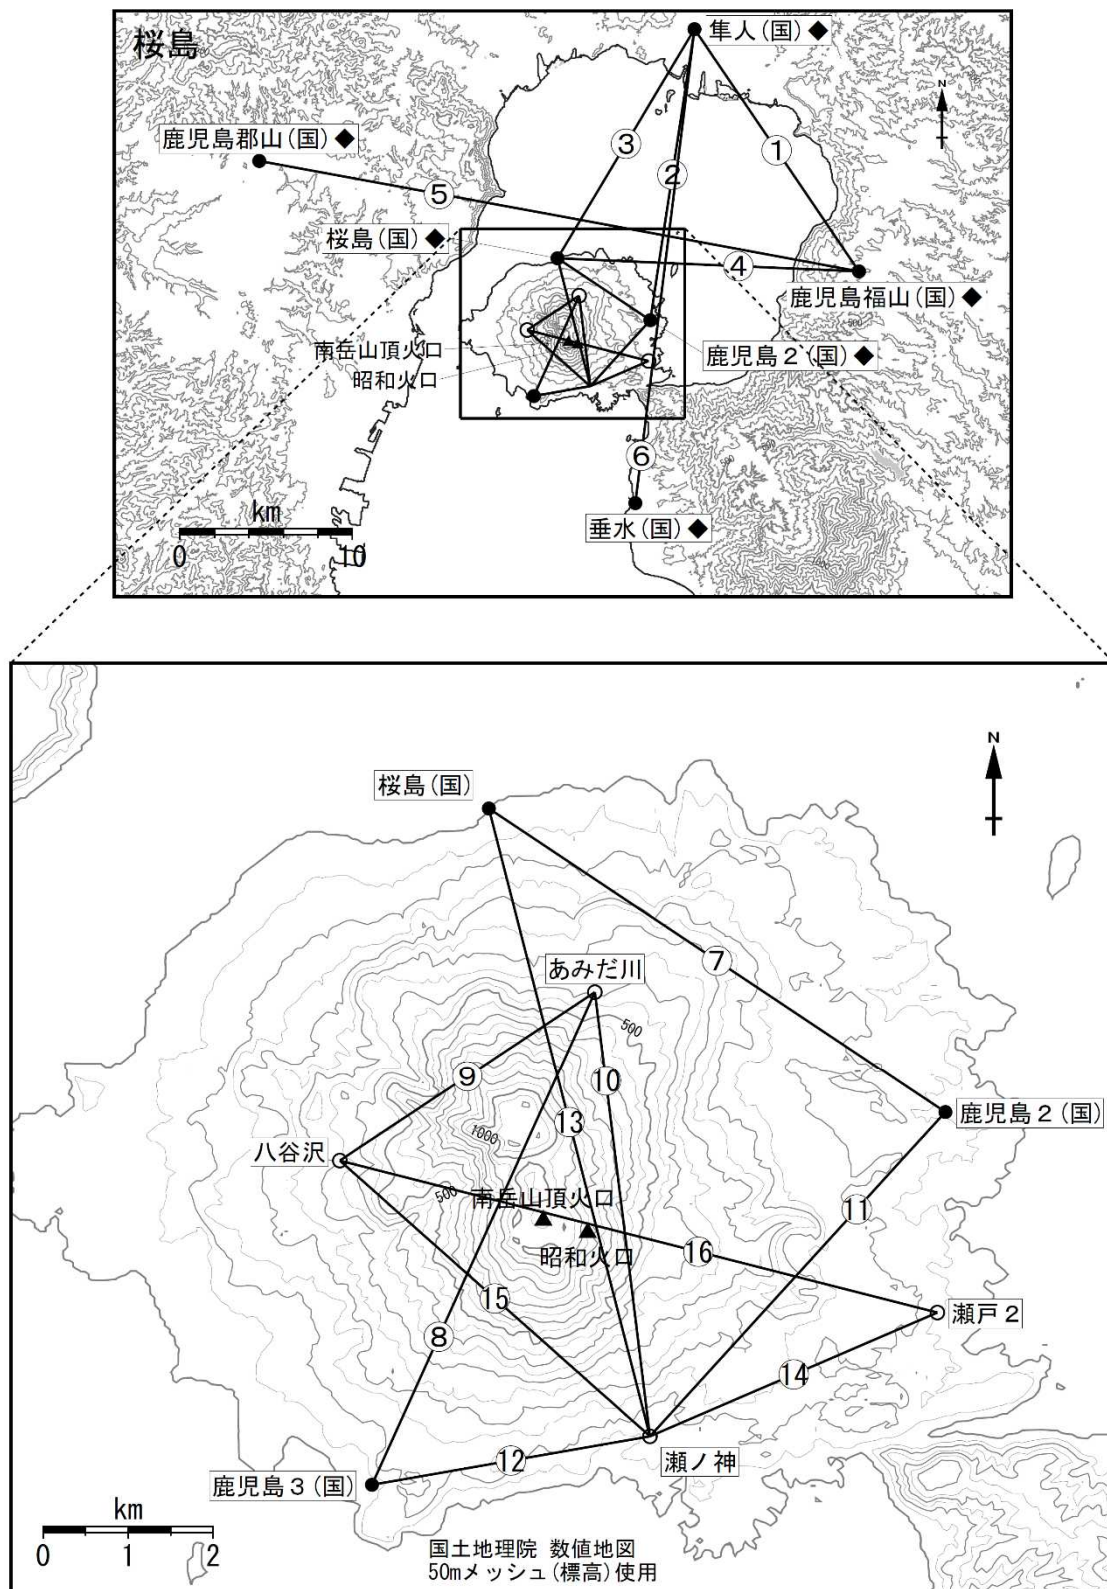 桜島
隼人(国)◆
N
鹿児島郡山(国)◆
③
②
①
⑤
桜島(国)◆
④
鹿児島福山(国)◆
500
南岳山頂火口
鹿児島2(国)◆
昭和火口
⑥
km
0 10
垂水(国)◆
1000
N
桜島(国)
⑦
あみだ川
500
⑨
⑩
⑬
1000
鹿児島2(国)
八谷沢
500
南岳山頂火口
⑪
昭和火口
⑯
⑮
瀬戸2
⑧
⑭
瀬ノ神
⑫
鹿児島3(国)
km
0 1 2
国土地理院 数値地図
50mメッシュ(標高)使用